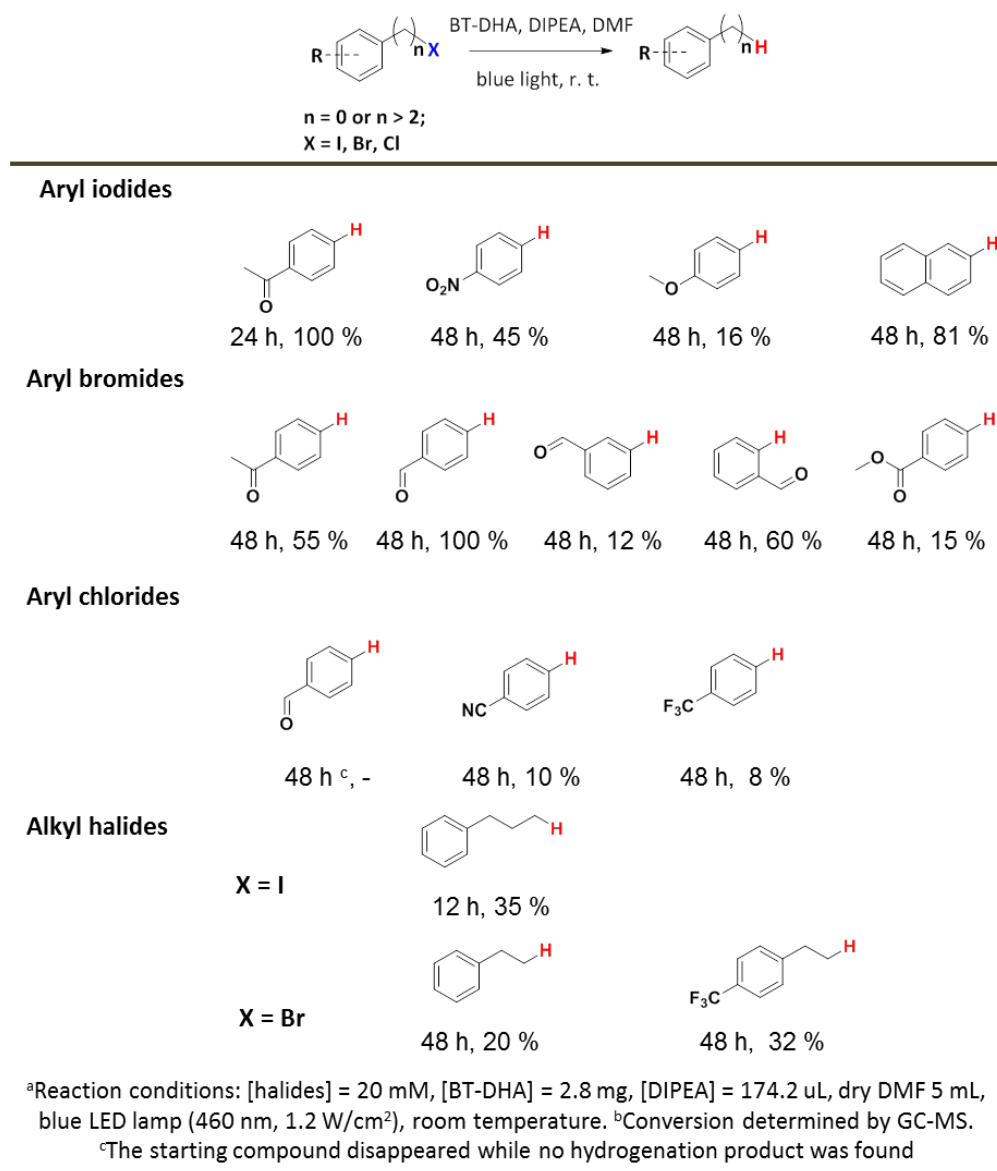 BT-DHA, DIPEA, DMF
blue light, r. t.
R
n X
R
n H
n = 0 or n > 2;
X = I, Br, Cl
Aryl iodides
H
O
O₂N
H
O
H
H
24 h, 100 %
48 h, 45 %
48 h, 16 %
48 h, 81 %
Aryl bromides
H
O
H
O
O
H
H
O
O
O
H
48 h, 55 %
48 h, 100 %
48 h, 12 %
48 h, 60 %
48 h, 15 %
Aryl chlorides
H
O
NC
H
F₃C
H
48 h ᶜ, -
48 h, 10 %
48 h, 8 %
Alkyl halides
H
X = I
12 h, 35 %
H
F₃C
H
X = Br
48 h, 20 %
48 h, 32 %
ᵃReaction conditions: [halides] = 20 mM, [BT-DHA] = 2.8 mg, [DIPEA] = 174.2 uL, dry DMF 5 mL,
blue LED lamp (460 nm, 1.2 W/cm²), room temperature. ᵇConversion determined by GC-MS.
ᶜThe starting compound disappeared while no hydrogenation product was found